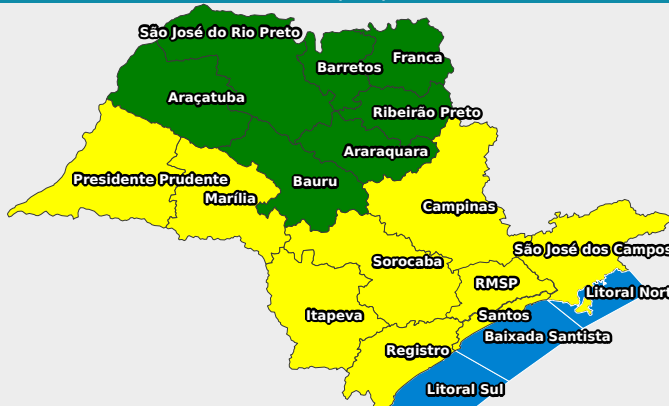 São José do Rio Preto
Franca
Barretos
Araçatuba
Ribeirão Preto
Araraquara
Presidente Prudente
Bauru
Marília
Campinas
São José dos Campos
Sorocaba
RMSP
Litoral Nort
Itapeva
Santos
Baixada Santista
Registro
Litoral Sul